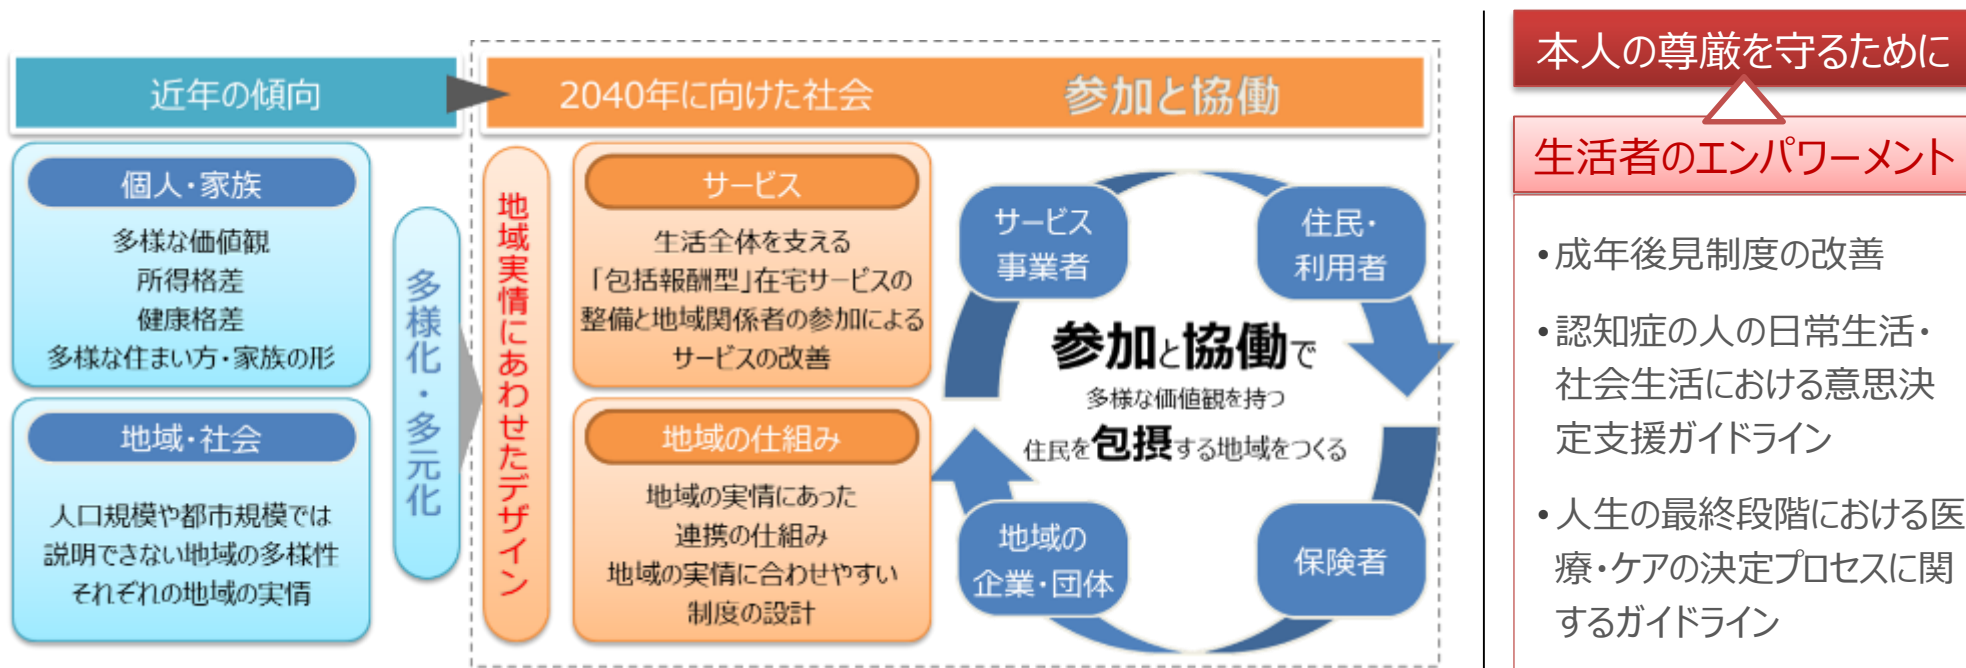 近年の傾向
2040年に向けた社会
参加と協働
個人・家族
多様な価値観
所得格差
健康格差
多様な住まい方・家族の形
地域・社会
人口規模や都市規模では
説明できない地域の多様性
それぞれの地域の実情
多様化・多元化
地域実情にあわせたデザイン
サービス
生活全体を支える
「包括報酬型」在宅サービスの
整備と地域関係者の参加による
サービスの改善
地域の仕組み
地域の実情にあった
連携の仕組み
地域の実情に合わせやすい
制度の設計
サービス
事業者
住民・
利用者
参加と協働で
多様な価値観を持つ
住民を包摂する地域をつくる
地域の
企業・団体
保険者
本人の尊厳を守るために
生活者のエンパワーメント
•成年後見制度の改善
•認知症の人の日常生活・
社会生活における意思決
定支援ガイドライン
•人生の最終段階における医
療・ケアの決定プロセスに関
するガイドライン